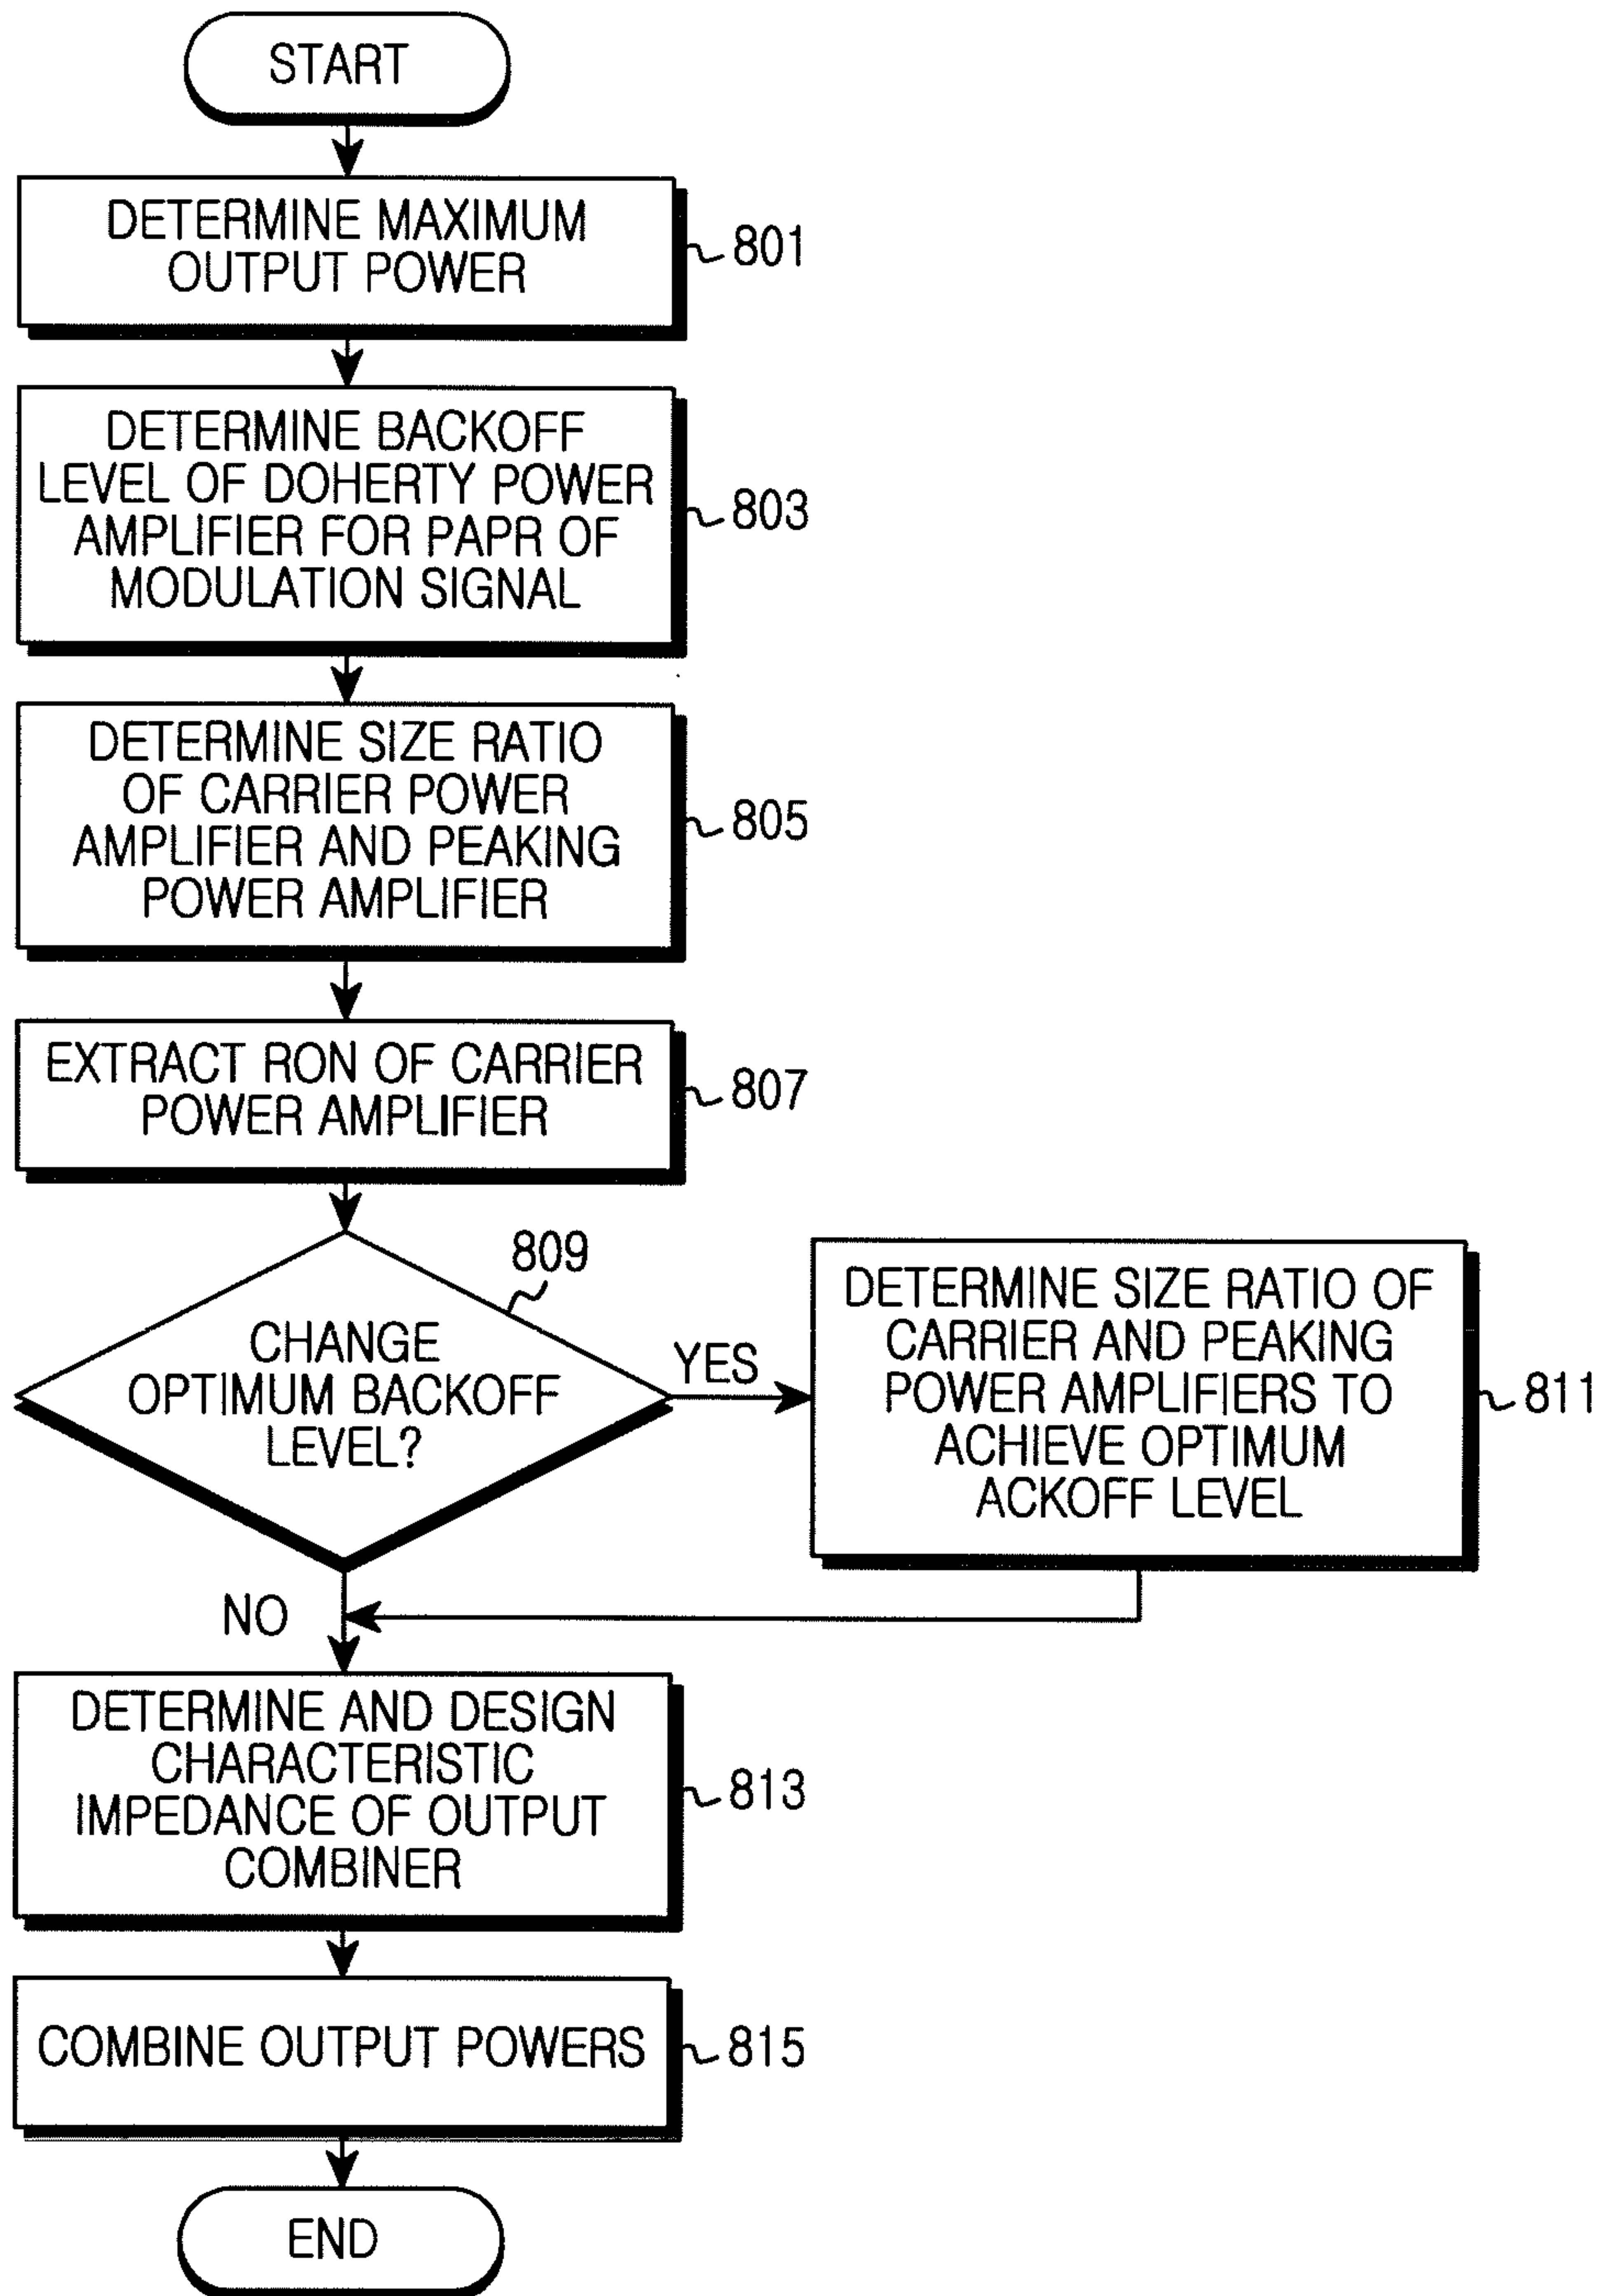 START
DETERMINE MAXIMUM
OUTPUT POWER
801
DETERMINE BACKOFF
LEVEL OF DOHERTY POWER
AMPLIFIER FOR PAPR OF
MODULATION SIGNAL
803
DETERMINE SIZE RATIO
OF CARRIER POWER
AMPLIFIER AND PEAKING
POWER AMPLIFIER
805
EXTRACT RON OF CARRIER
POWER AMPLIFIER
807
809
CHANGE
OPTIMUM BACKOFF
LEVEL?
YES
DETERMINE SIZE RATIO OF
CARRIER AND PEAKING
POWER AMPLIFIERS TO
ACHIEVE OPTIMUM
ACKOFF LEVEL
811
NO
DETERMINE AND DESIGN
CHARACTERISTIC
IMPEDANCE OF OUTPUT
COMBINER
813
COMBINE OUTPUT POWERS
815
END